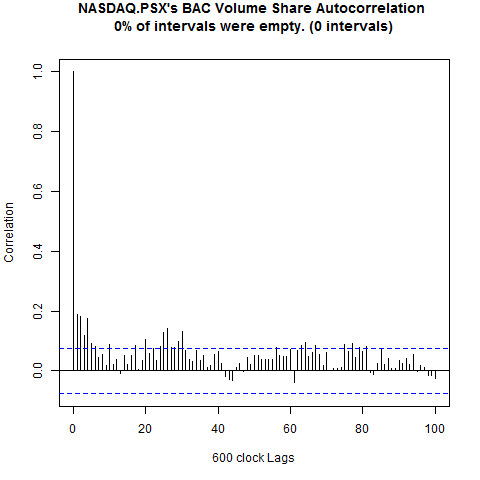 NASDAQ.PSX's BAC Volume Share Autocorrelation
0% of intervals were empty. (0 intervals)
1.0
0.8
0.6
0.4
0.2
0.0
Correlation
0 20 40 60 80 100
600 clock Lags